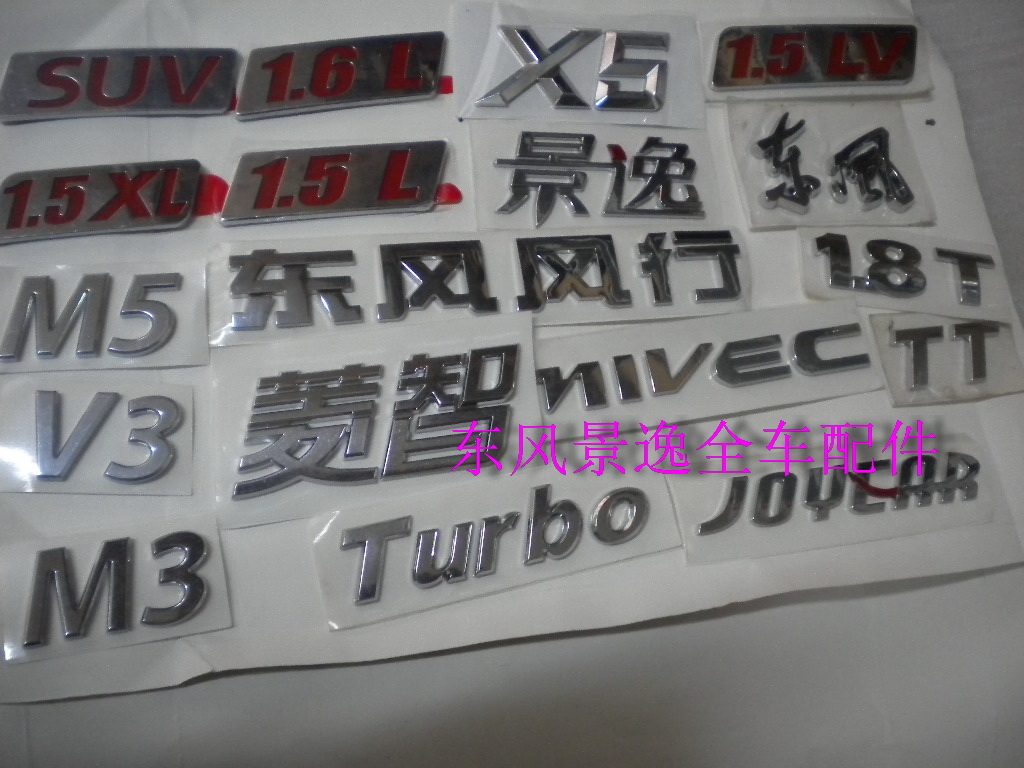 SUV 1.6 L X5 1.5 LV
1.5 XL 1.5 L 景逸 东风
M5 东风风行 1.8 T
V3 菱智 MIVEC TT
东风景逸全车配件
M3 Turbo JOYEAR